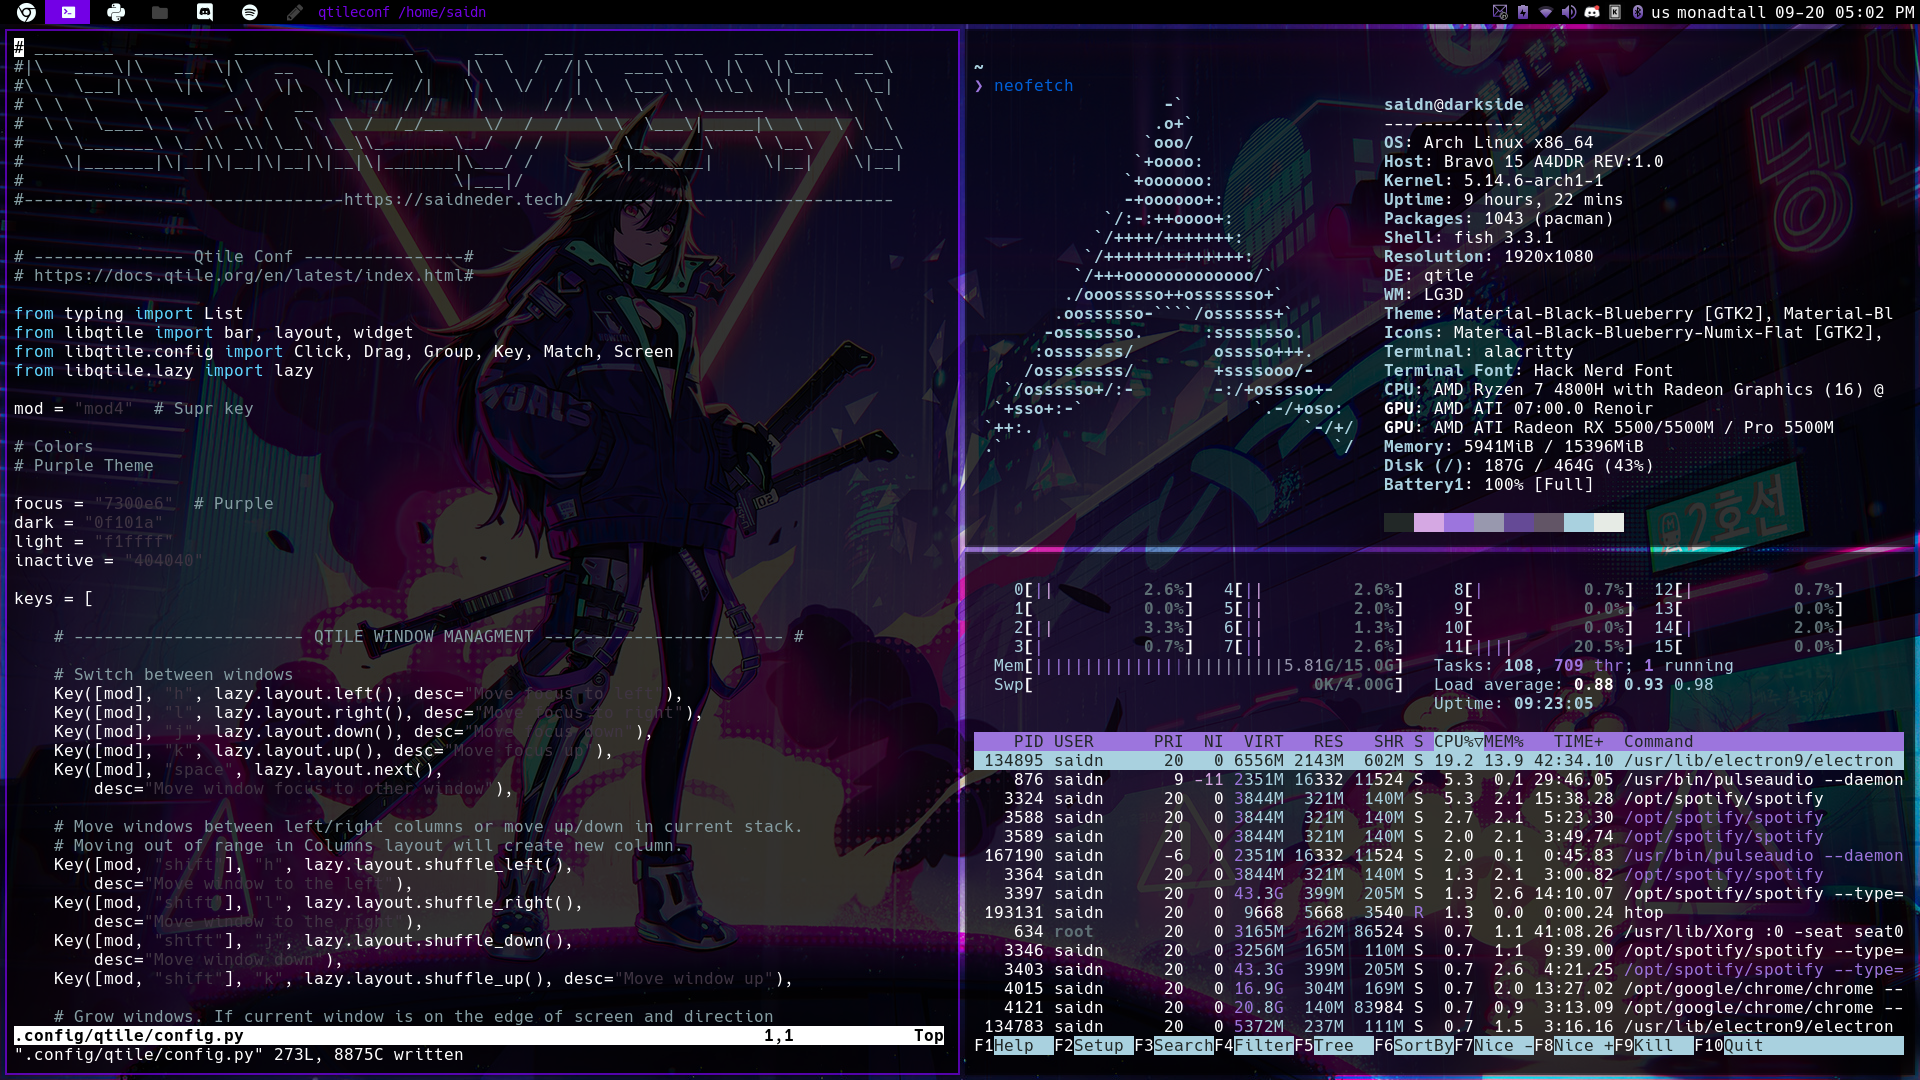 qtileconf /home/saidn
us monadtall 09-20 05:02 PM
#-------------------------------https://saidneder.tech/--------------------------------
# --------------- Qtile Conf ----------------#
# https://docs.qtile.org/en/latest/index.html#
from typing import List
from libqtile import bar, layout, widget
from libqtile.config import Click, Drag, Group, Key, Match, Screen
from libqtile.lazy import lazy
mod = "mod4"  # Supr key
# Colors
# Purple Theme
focus = "7300e6"  # Purple
dark = "0f101a"
light = "f1ffff"
inactive = "404040"
keys = [
# ----------------------- QTILE WINDOW MANAGMENT ------------------------ #
# Switch between windows
Key([mod], "h", lazy.layout.left(), desc="Move focus to left"),
Key([mod], "l", lazy.layout.right(), desc="Move focus to right"),
Key([mod], "j", lazy.layout.down(), desc="Move focus down"),
Key([mod], "k", lazy.layout.up(), desc="Move focus up"),
Key([mod], "space", lazy.layout.next(),
desc="Move window focus to other window"),
# Move windows between left/right columns or move up/down in current stack.
# Moving out of range in Columns layout will create new column.
Key([mod, "shift"], "h", lazy.layout.shuffle_left(),
desc="Move window to the left"),
Key([mod, "shift"], "l", lazy.layout.shuffle_right(),
desc="Move window to the right"),
Key([mod, "shift"], "j", lazy.layout.shuffle_down(),
desc="Move window down"),
Key([mod, "shift"], "k", lazy.layout.shuffle_up(), desc="Move window up"),
# Grow windows. If current window is on the edge of screen and direction
.config/qtile/config.py 1,1 Top
".config/qtile/config.py" 273L, 8875C written
~
❯ neofetch
saidn@darkside
--------------
OS: Arch Linux x86_64
Host: Bravo 15 A4DDR REV:1.0
Kernel: 5.14.6-arch1-1
Uptime: 9 hours, 22 mins
Packages: 1043 (pacman)
Shell: fish 3.3.1
Resolution: 1920x1080
DE: qtile
WM: LG3D
Theme: Material-Black-Blueberry [GTK2], Material-Bl
Icons: Material-Black-Blueberry-Numix-Flat [GTK2],
Terminal: alacritty
Terminal Font: Hack Nerd Font
CPU: AMD Ryzen 7 4800H with Radeon Graphics (16) @
GPU: AMD ATI 07:00.0 Renoir
GPU: AMD ATI Radeon RX 5500/5500M / Pro 5500M
Memory: 5941MiB / 15396MiB
Disk (/): 187G / 464G (43%)
Battery1: 100% [Full]
2호선
0[|| 2.6%] 4[|| 2.6%] 8[| 0.7%] 12[| 0.7%]
1[ 0.0%] 5[|| 2.0%] 9[ 0.0%] 13[ 0.0%]
2[|| 3.3%] 6[|| 1.3%] 10[ 0.0%] 14[| 2.0%]
3[| 0.7%] 7[|| 2.6%] 11[|||| 20.5%] 15[ 0.0%]
Mem[|||||||||||||||||||||||||5.81G/15.0G] Tasks: 108, 709 thr; 1 running
Swp[ 0K/4.00G] Load average: 0.88 0.93 0.98
Uptime: 09:23:05
PID USER PRI NI VIRT RES SHR S CPU%▽MEM% TIME+ Command
134895 saidn 20 0 6556M 2143M 602M S 19.2 13.9 42:34.10 /usr/lib/electron9/electron
876 saidn 9 -11 2351M 16332 11524 S 5.3 0.1 29:46.05 /usr/bin/pulseaudio --daemon
3324 saidn 20 0 3844M 321M 140M S 5.3 2.1 15:38.28 /opt/spotify/spotify
3588 saidn 20 0 3844M 321M 140M S 2.7 2.1 5:23.30 /opt/spotify/spotify
3589 saidn 20 0 3844M 321M 140M S 2.0 2.1 3:49.74 /opt/spotify/spotify
167190 saidn -6 0 2351M 16332 11524 S 2.0 0.1 0:45.83 /usr/bin/pulseaudio --daemon
3364 saidn 20 0 3844M 321M 140M S 1.3 2.1 3:00.82 /opt/spotify/spotify
3397 saidn 20 0 43.3G 399M 205M S 1.3 2.6 14:10.07 /opt/spotify/spotify --type=
193131 saidn 20 0 9668 5668 3540 R 1.3 0.0 0:00.24 htop
634 root 20 0 3165M 162M 86524 S 0.7 1.1 41:08.26 /usr/lib/Xorg :0 -seat seat0
3346 saidn 20 0 3256M 165M 110M S 0.7 1.1 9:39.00 /opt/spotify/spotify --type=
3403 saidn 20 0 43.3G 399M 205M S 0.7 2.6 4:21.25 /opt/spotify/spotify --type=
4015 saidn 20 0 16.9G 304M 169M S 0.7 2.0 13:27.02 /opt/google/chrome/chrome --
4121 saidn 20 0 20.8G 140M 83984 S 0.7 0.9 3:13.09 /opt/google/chrome/chrome --
134783 saidn 20 0 5372M 237M 111M S 0.7 1.5 3:16.16 /usr/lib/electron9/electron
F1Help F2Setup F3SearchF4FilterF5Tree F6SortByF7Nice -F8Nice +F9Kill F10Quit